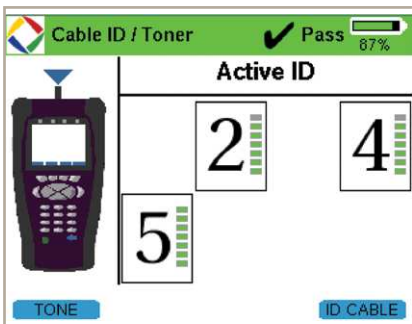 Cable ID / Toner Pass 87%
Active ID
2 4
5
TONE ID CABLE